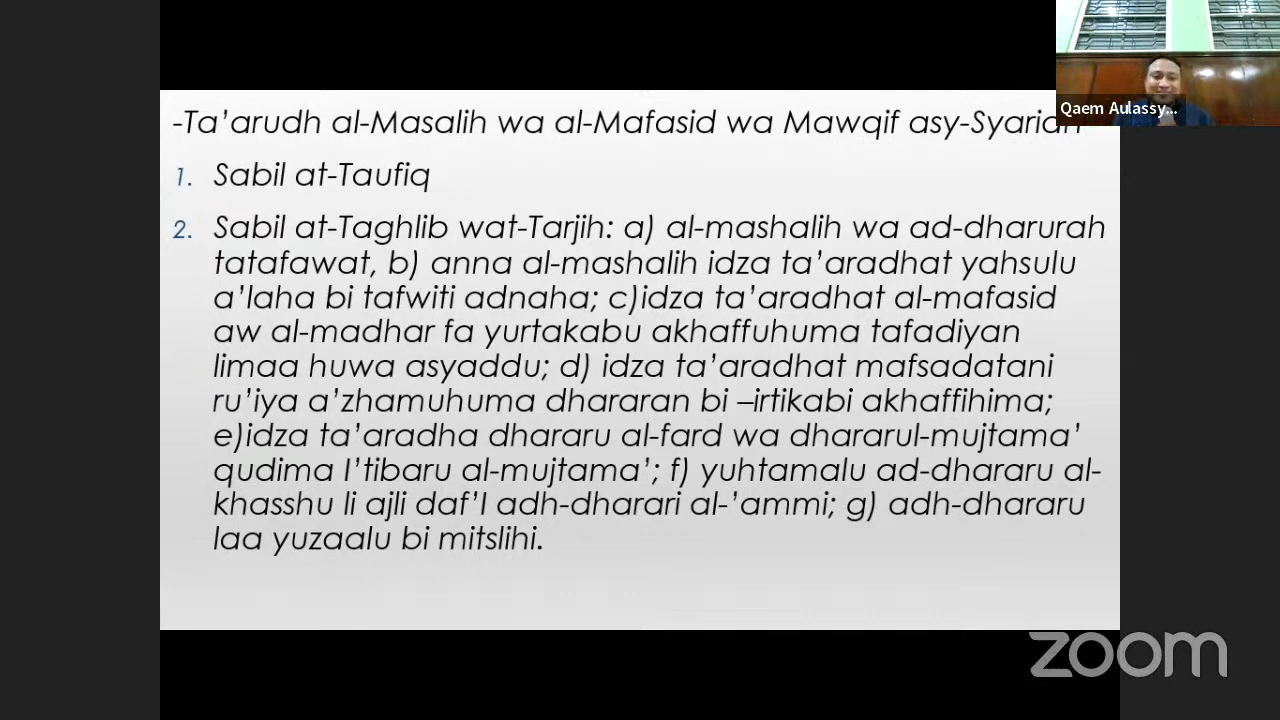 -Ta’arudh al-Masalih wa al-Mafasid wa Mawqif asy-Syariah
1. Sabil at-Taufiq
2. Sabil at-Taghlib wat-Tarjih: a) al-mashalih wa ad-dharurah
tatafawat, b) anna al-mashalih idza ta’aradhat yahsulu
a’laha bi tafwiti adnaha; c)idza ta’aradhat al-mafasid
aw al-madhar fa yurtakabu akhaffuhuma tafadiyan
limaa huwa asyaddu; d) idza ta’aradhat mafsadatani
ru’iya a’zhamuhuma dhararan bi –irtikabi akhaffihima;
e)idza ta’aradha dhararu al-fard wa dhararul-mujtama’
qudima I’tibaru al-mujtama’; f) yuhtamalu ad-dhararu al-
khasshu li ajli daf’I adh-dharari al-’ammi; g) adh-dhararu
laa yuzaalu bi mitslihi.
Qaem Aulassy...
zoom